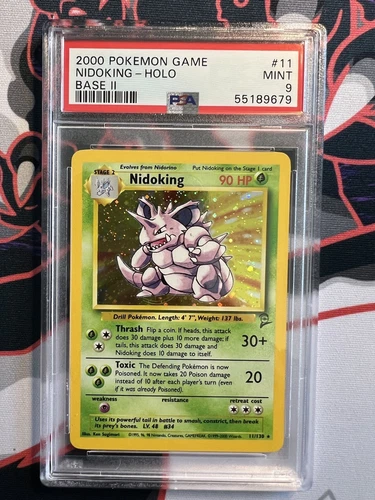 2000 POKEMON GAME #11
NIDOKING - HOLO MINT
BASE II PSA 9
55189679
Evolves from Nidorino Put Nidoking on the Stage 1 card
STAGE 2
Nidoking 90 HP
Drill Pokémon. Length: 4' 7", Weight: 137 lbs.
Thrash Flip a coin. If heads, this attack
does 30 damage plus 10 more damage; if
tails, this attack does 30 damage and
Nidoking does 10 damage to itself.
30+
Toxic The Defending Pokémon is now
Poisoned. It now takes 20 Poison damage
instead of 10 after each player's turn (even
if it was already Poisoned).
20
weakness resistance retreat cost
Uses its powerful tail in battle to smash, constrict, then break
its prey's bones. LV. 48 #34
Illus. Ken Sugimori
11/130